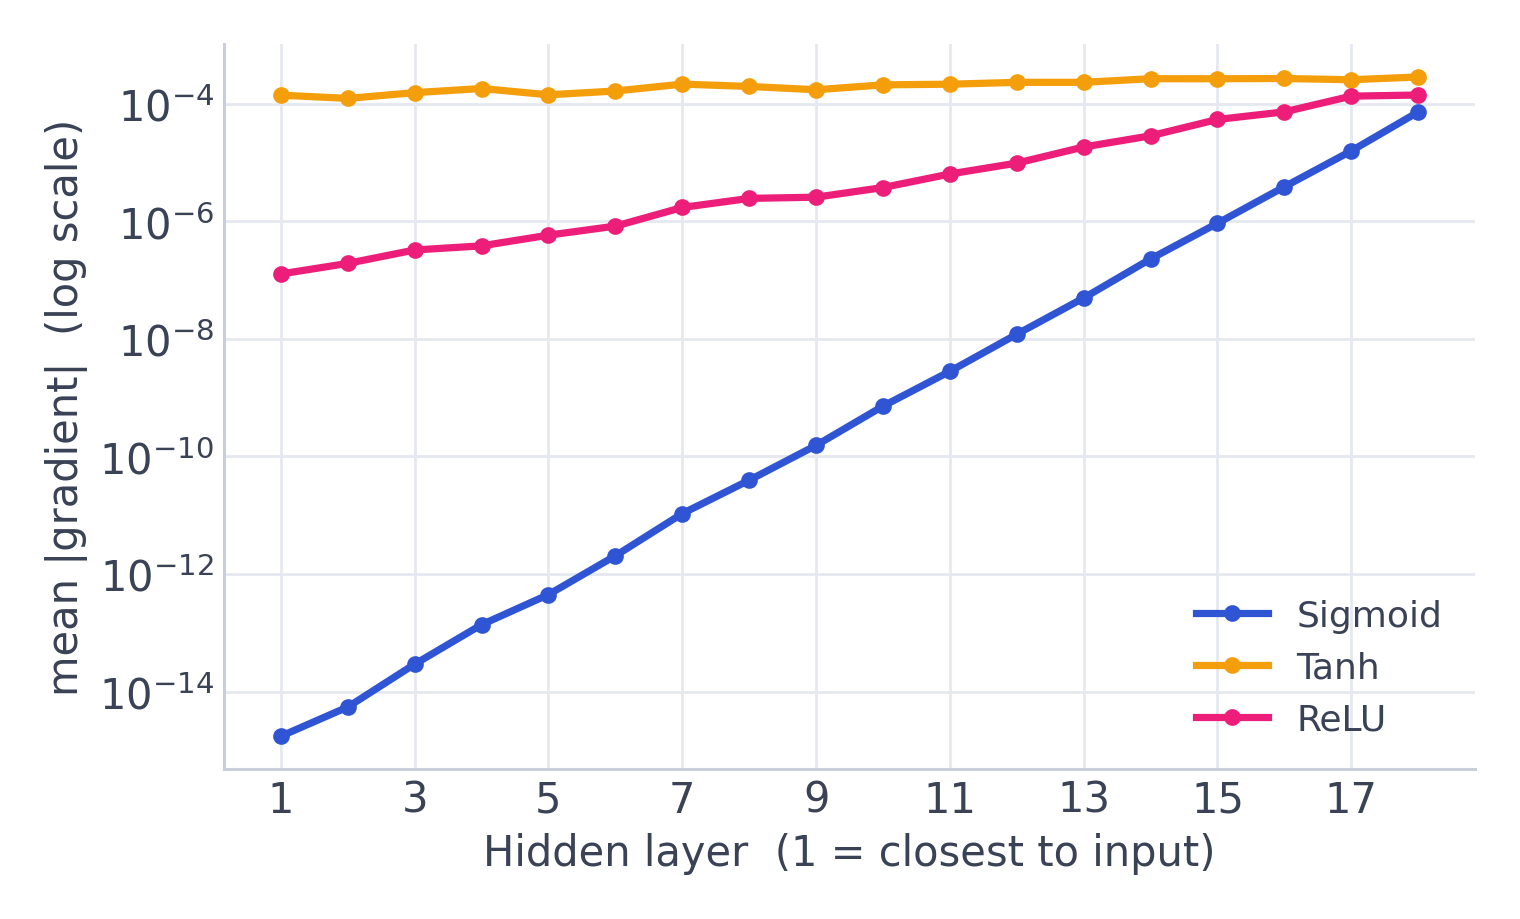 mean |gradient|  (log scale)
10⁻⁴
10⁻⁶
10⁻⁸
10⁻¹⁰
10⁻¹²
10⁻¹⁴
Sigmoid
Tanh
ReLU
1 3 5 7 9 11 13 15 17
Hidden layer  (1 = closest to input)